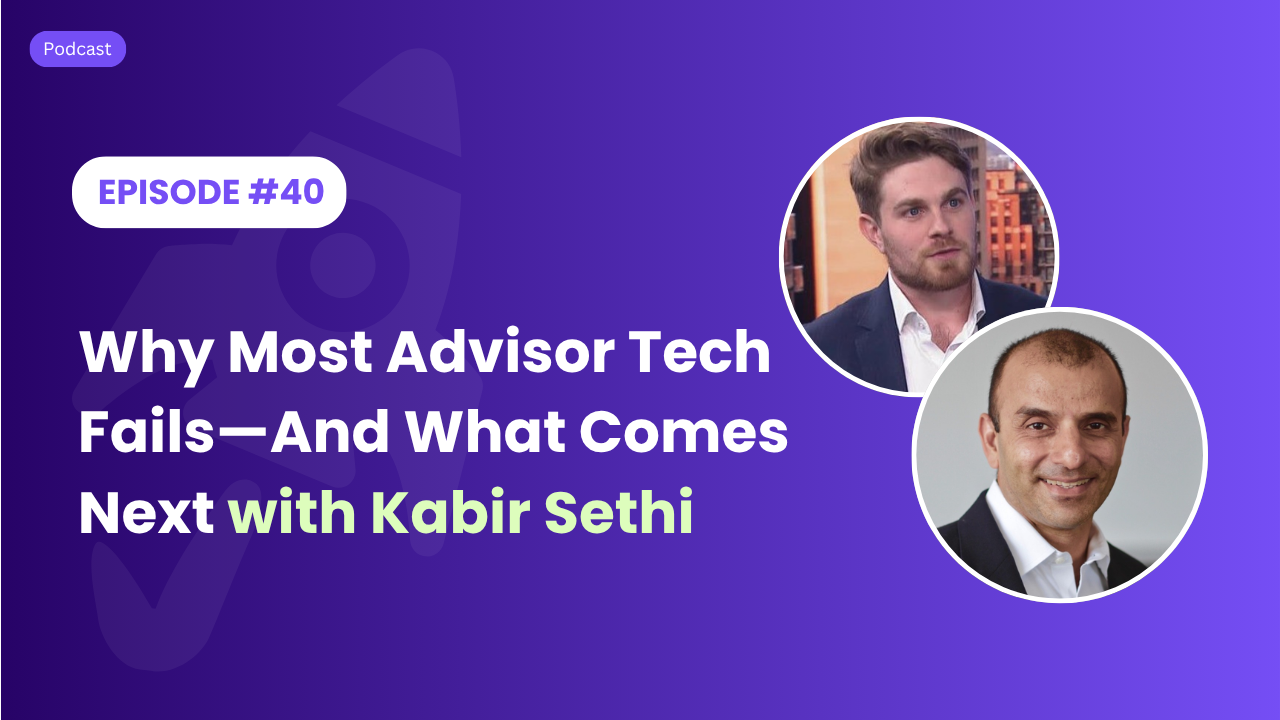 Podcast
EPISODE #40
Why Most Advisor Tech
Fails—And What Comes
Next with Kabir Sethi